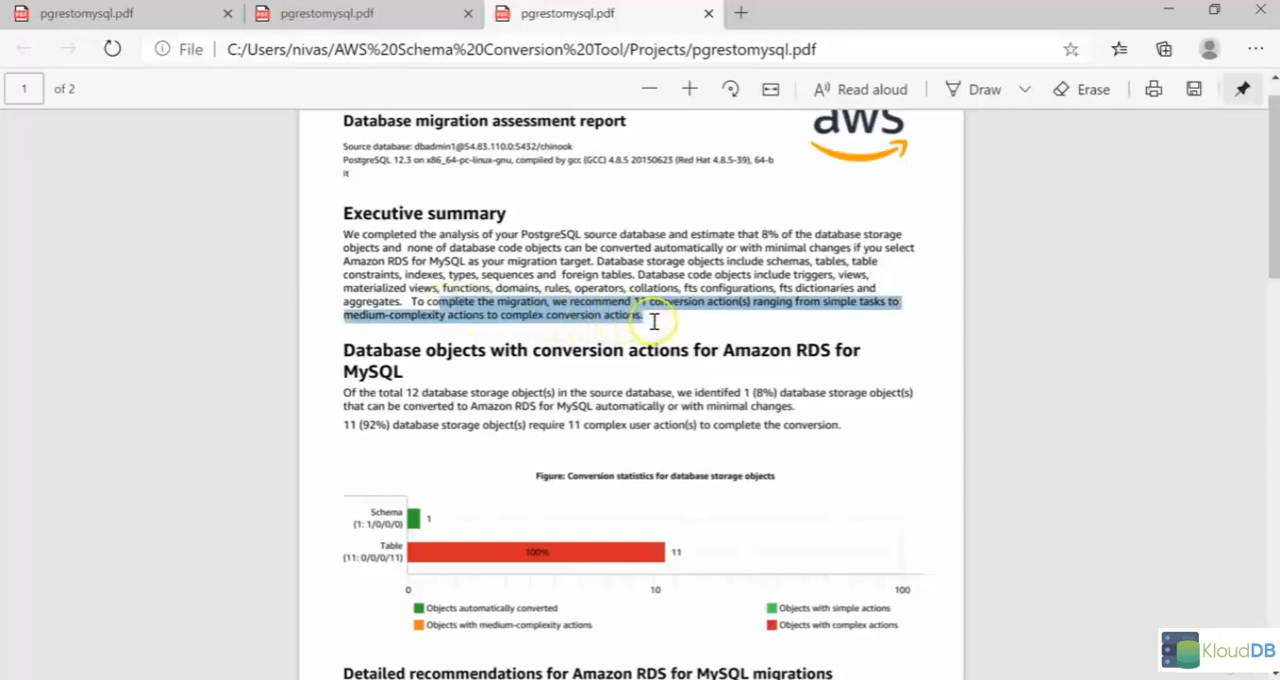 pgrestomysql.pdf
pgrestomysql.pdf
pgrestomysql.pdf
File
C:/Users/nivas/AWS%20Schema%20Conversion%20Tool/Projects/pgrestomysql.pdf
1 of 2
Read aloud
Draw
Erase
Database migration assessment report
aws
Source database: dbadmin1@54.83.110.0:5432/chinook
PostgreSQL 12.3 on x86_64-pc-linux-gnu, compiled by gcc (GCC) 4.8.5 20150623 (Red Hat 4.8.5-39), 64-b
it
Executive summary
We completed the analysis of your PostgreSQL source database and estimate that 8% of the database storage
objects and none of database code objects can be converted automatically or with minimal changes if you select
Amazon RDS for MySQL as your migration target. Database storage objects include schemas, tables, table
constraints, indexes, types, sequences and foreign tables. Database code objects include triggers, views,
materialized views, functions, domains, rules, operators, collations, fts configurations, fts dictionaries and
aggregates. To complete the migration, we recommend 11 conversion action(s) ranging from simple tasks to
medium-complexity actions to complex conversion actions.
Database objects with conversion actions for Amazon RDS for
MySQL
Of the total 12 database storage object(s) in the source database, we identifed 1 (8%) database storage object(s)
that can be converted to Amazon RDS for MySQL automatically or with minimal changes.
11 (92%) database storage object(s) require 11 complex user action(s) to complete the conversion.
Figure: Conversion statistics for database storage objects
Schema
(1: 1/0/0/0)
1
Table
(11: 0/0/0/11)
100%
11
0 10 100
Objects automatically converted
Objects with simple actions
Objects with medium-complexity actions
Objects with complex actions
Detailed recommendations for Amazon RDS for MySQL migrations
KloudDB